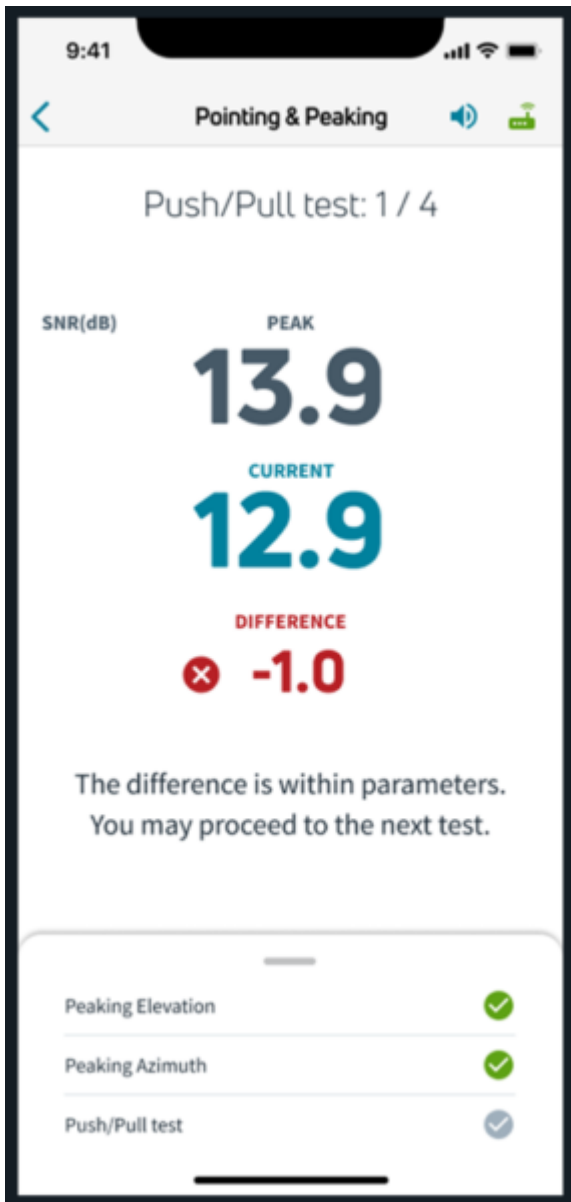 9:41
Pointing & Peaking
Push/Pull test: 1 / 4
SNR(dB) PEAK
13.9
CURRENT
12.9
DIFFERENCE
-1.0
The difference is within parameters.
You may proceed to the next test.
Peaking Elevation
Peaking Azimuth
Push/Pull test